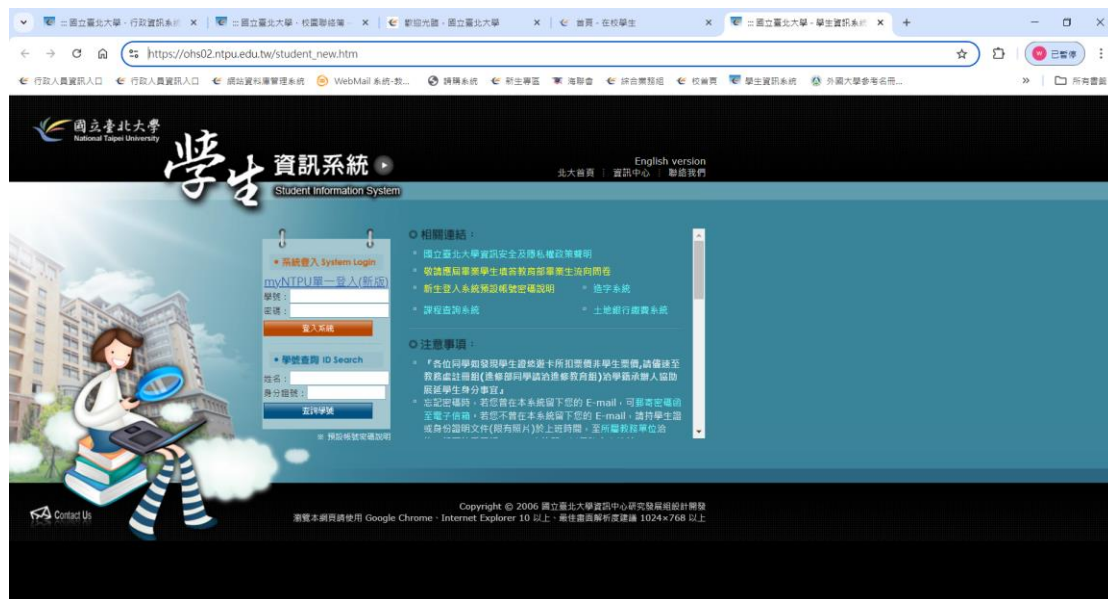 ::: 國立臺北大學 - 行政資訊系統
::: 國立臺北大學 - 校園聯絡簿
歡迎光臨 - 國立臺北大學
首頁 - 在校學生
::: 國立臺北大學 - 學生資訊系統
https://ohs02.ntpu.edu.tw/student_new.htm
已暫停
行政人員資訊入口
行政人員資訊入口
網站資料庫管理系統
WebMail 系統-教...
請購系統
新生專區
海聯會
綜合業務組
校首頁
學生資訊系統
外國大學參考名冊...
所有書籤
國立臺北大學
National Taipei University
學生 資訊系統
Student Information System
English version
北大首頁 | 資訊中心 | 聯絡我們
系統登入 System Login
myNTPU單一登入(新版)
學號：
密碼：
登入系統
學號查詢 ID Search
姓名：
身分證號：
查詢學號
※ 預設帳號密碼說明
相關連結：
國立臺北大學資訊安全及隱私權政策聲明
敬請應屆畢業學生填答教育部畢業生流向問卷
新生登入系統預設帳號密碼說明
造字系統
課程查詢系統
土地銀行繳費系統
注意事項：
『各位同學如發現學生證悠遊卡所扣票價非學生票價,請儘速至
教務處註冊組(進修部同學請洽進修教育組)洽學籍承辦人協助
展延學生身分事宜』
忘記密碼時，若您曾在本系統留下您的 E-mail，可郵寄密碼函
至電子信箱，若您不曾在本系統留下您的 E-mail，請持學生證
或身份證明文件(限有照片)於上班時間，至所屬教務單位洽
Contact Us
Copyright © 2006 國立臺北大學資訊中心研究發展組設計開發
瀏覽本網頁請使用 Google Chrome、Internet Explorer 10 以上、最佳畫面解析度建議 1024×768 以上